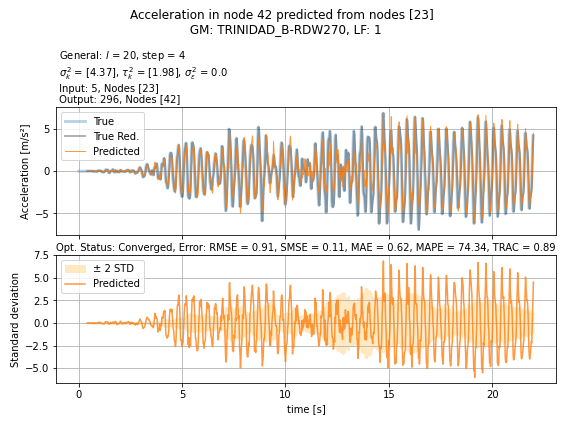 Acceleration in node 42 predicted from nodes [23]
GM: TRINIDAD_B-RDW270, LF: 1
General: l = 20, step = 4
σ²ₖ = [4.37], τ²ₖ = [1.98], σ²ₑ = 0.0
Input: 5, Nodes [23]
Output: 296, Nodes [42]
True
True Red.
Predicted
Acceleration [m/s²]
5
0
−5
Opt. Status: Converged, Error: RMSE = 0.91, SMSE = 0.11, MAE = 0.62, MAPE = 74.34, TRAC = 0.89
± 2 STD
Predicted
Standard deviation
7.5
5.0
2.5
0.0
−2.5
−5.0
0 5 10 15 20
time [s]